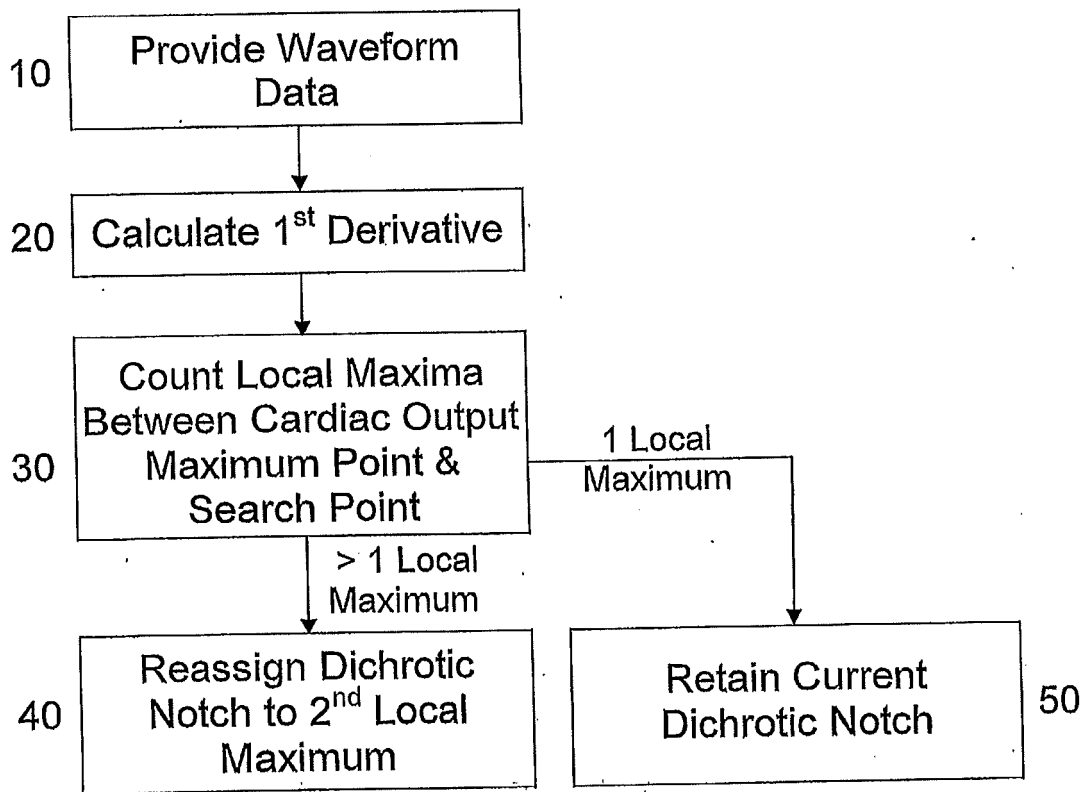 10
Provide Waveform
Data
20
Calculate 1st Derivative
30
Count Local Maxima
Between Cardiac Output
Maximum Point &
Search Point
1 Local
Maximum
> 1 Local
Maximum
40
Reassign Dichrotic
Notch to 2nd Local
Maximum
Retain Current
Dichrotic Notch
50